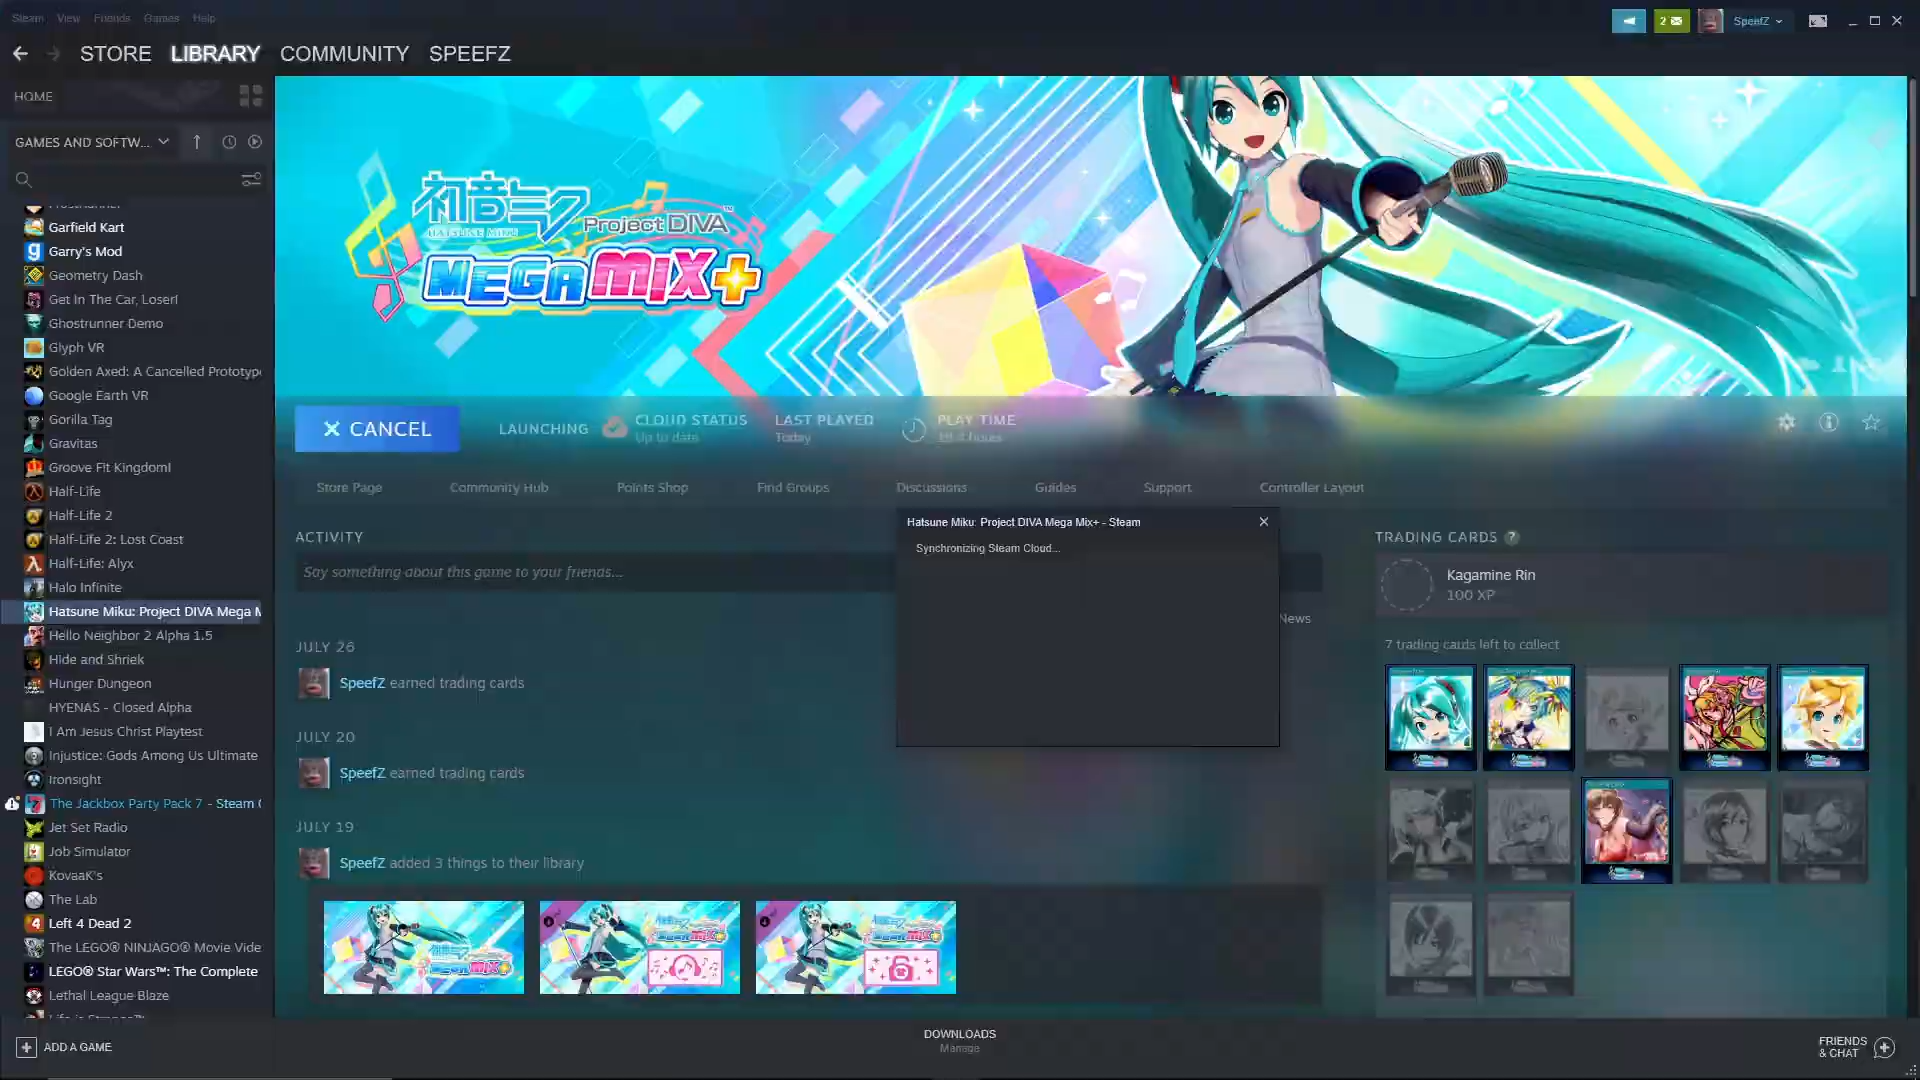 Steam View Friends Games Help
2
SpeefZ
STORE LIBRARY COMMUNITY SPEEFZ
HOME
GAMES AND SOFTW...
Garfield Kart
Garry's Mod
Geometry Dash
Get In The Car, Loser!
Ghostrunner Demo
Glyph VR
Golden Axed: A Cancelled Prototype
Google Earth VR
Gorilla Tag
Gravitas
Groove Fit Kingdom!
Half-Life
Half-Life 2
Half-Life 2: Lost Coast
Half-Life: Alyx
Halo Infinite
Hatsune Miku: Project DIVA Mega M
Hello Neighbor 2 Alpha 1.5
Hide and Shriek
Hunger Dungeon
HYENAS - Closed Alpha
I Am Jesus Christ Playtest
Injustice: Gods Among Us Ultimate
Ironsight
The Jackbox Party Pack 7 - Steam
Jet Set Radio
Job Simulator
KovaaK's
The Lab
Left 4 Dead 2
The LEGO® NINJAGO® Movie Vide
LEGO® Star Wars™: The Complete
Lethal League Blaze
ADD A GAME
初音ミク
HATSUNE MIKU
Project DIVA™
MEGA MIX+
CANCEL
LAUNCHING
CLOUD STATUS
Up to date
LAST PLAYED
Today
PLAY TIME
Store Page Community Hub Points Shop Find Groups Discussions Guides Support Controller Layout
ACTIVITY
Say something about this game to your friends...
News
JULY 26
SpeefZ earned trading cards
JULY 20
SpeefZ earned trading cards
JULY 19
SpeefZ added 3 things to their library
Hatsune Miku: Project DIVA Mega Mix+ - Steam
Synchronizing Steam Cloud...
TRADING CARDS ?
Kagamine Rin
100 XP
7 trading cards left to collect
DOWNLOADS
Manage
FRIENDS
& CHAT